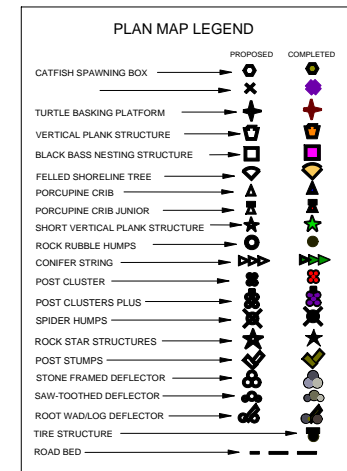 PLAN MAP LEGEND
PROPOSED COMPLETED
CATFISH SPAWNING BOX
TURTLE BASKING PLATFORM
VERTICAL PLANK STRUCTURE
BLACK BASS NESTING STRUCTURE
FELLED SHORELINE TREE
PORCUPINE CRIB
PORCUPINE CRIB JUNIOR
SHORT VERTICAL PLANK STRUCTURE
ROCK RUBBLE HUMPS
CONIFER STRING
POST CLUSTER
POST CLUSTERS PLUS
SPIDER HUMPS
ROCK STAR STRUCTURES
POST STUMPS
STONE FRAMED DEFLECTOR
SAW-TOOTHED DEFLECTOR
ROOT WAD/LOG DEFLECTOR
TIRE STRUCTURE
ROAD BED